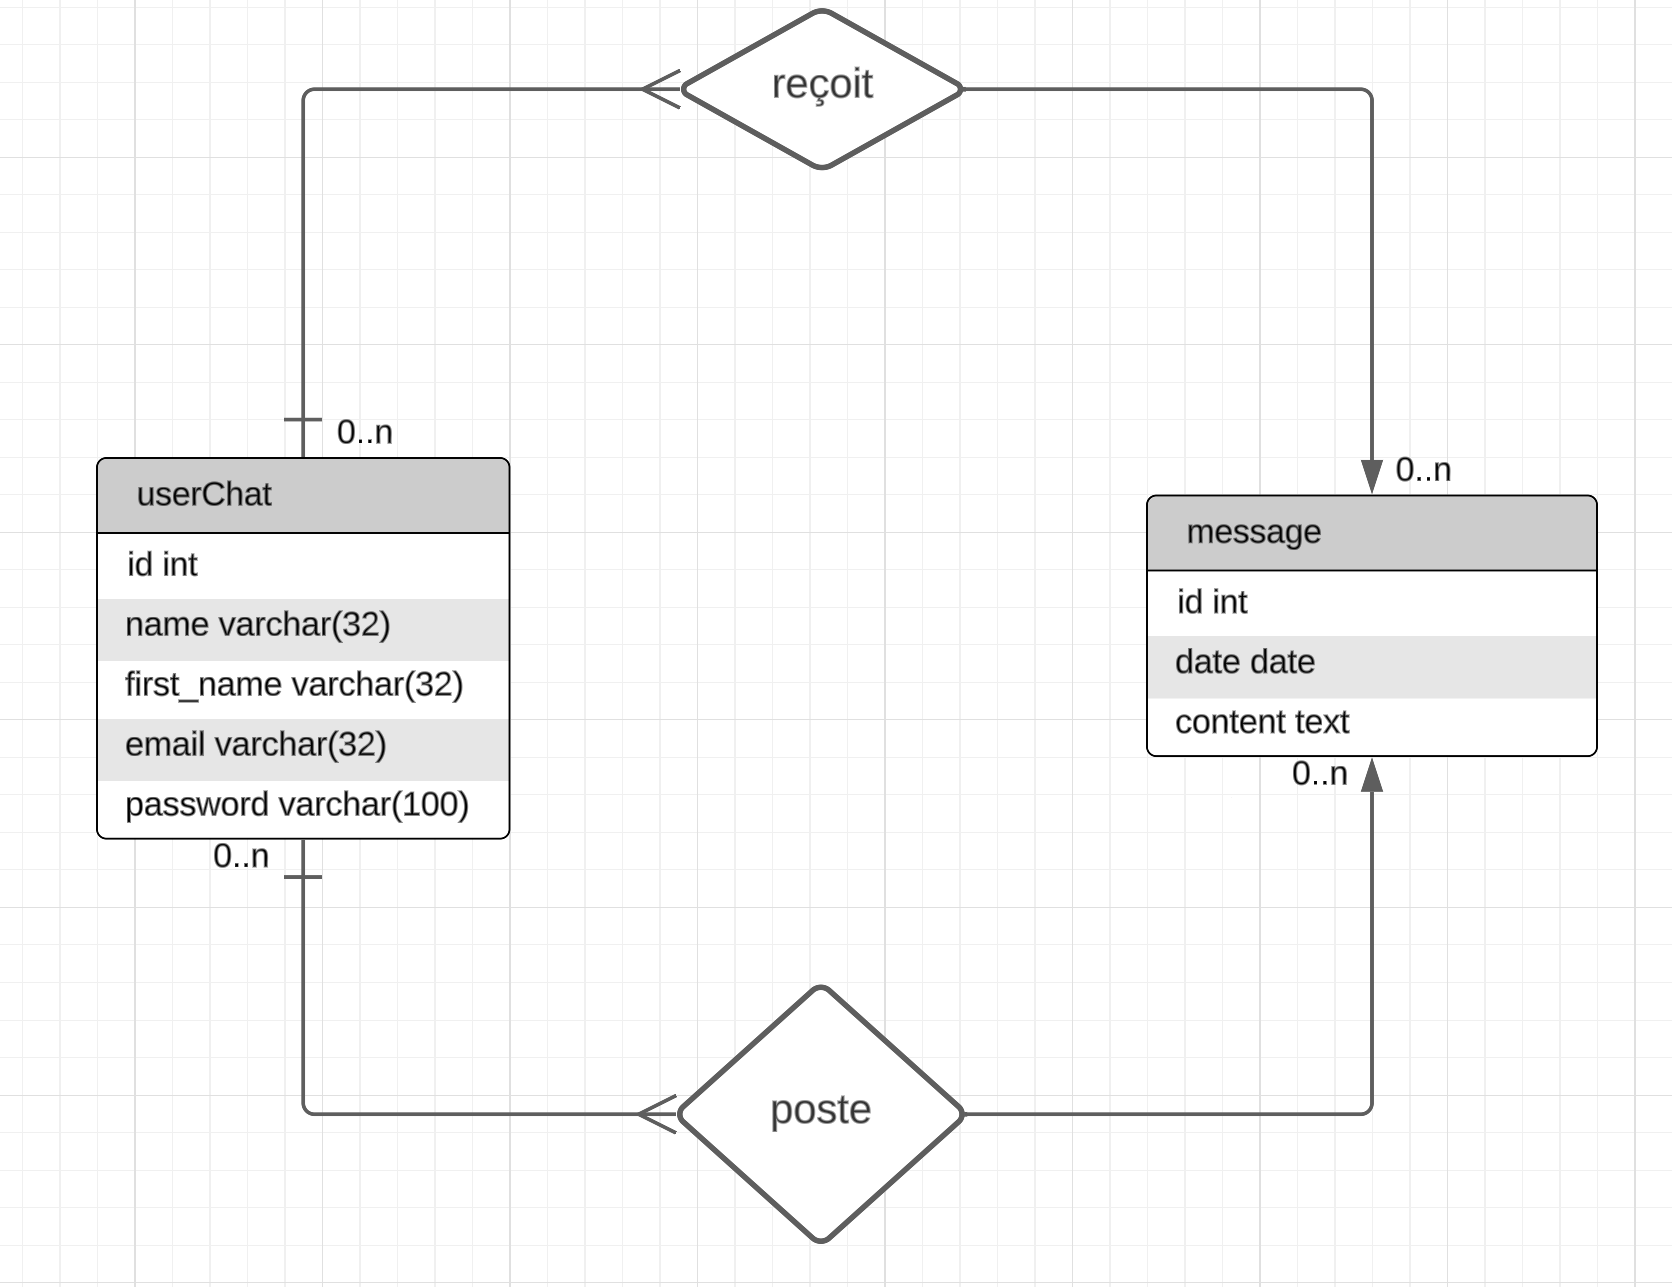 reçoit
0..n
userChat
id int
name varchar(32)
first_name varchar(32)
email varchar(32)
password varchar(100)
0..n
0..n
message
id int
date date
content text
0..n
poste